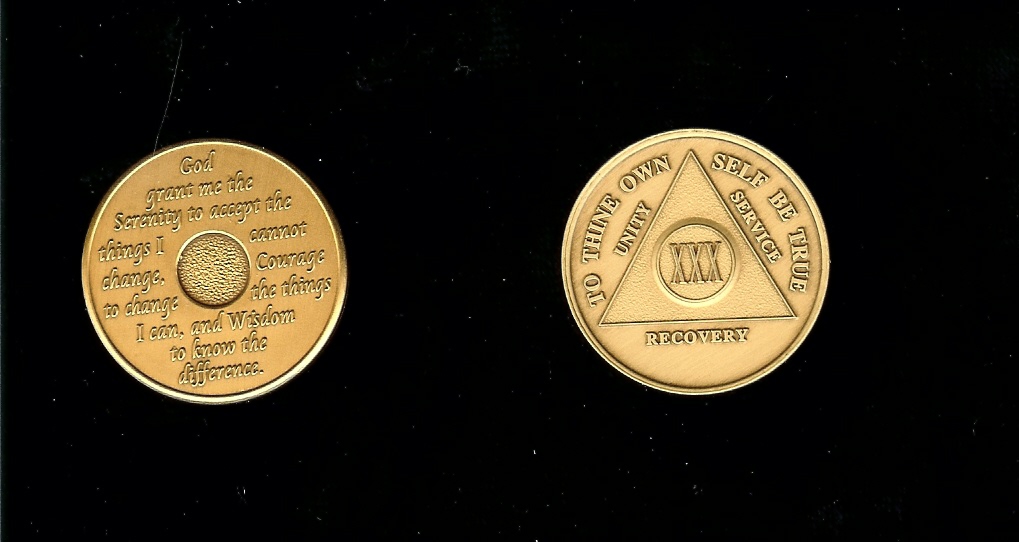 God
grant me the
Serenity to accept the
things I cannot
change, Courage
to change the things
I can, and Wisdom
to know the
difference.
TO THINE OWN SELF BE TRUE
UNITY
SERVICE
XXX
RECOVERY